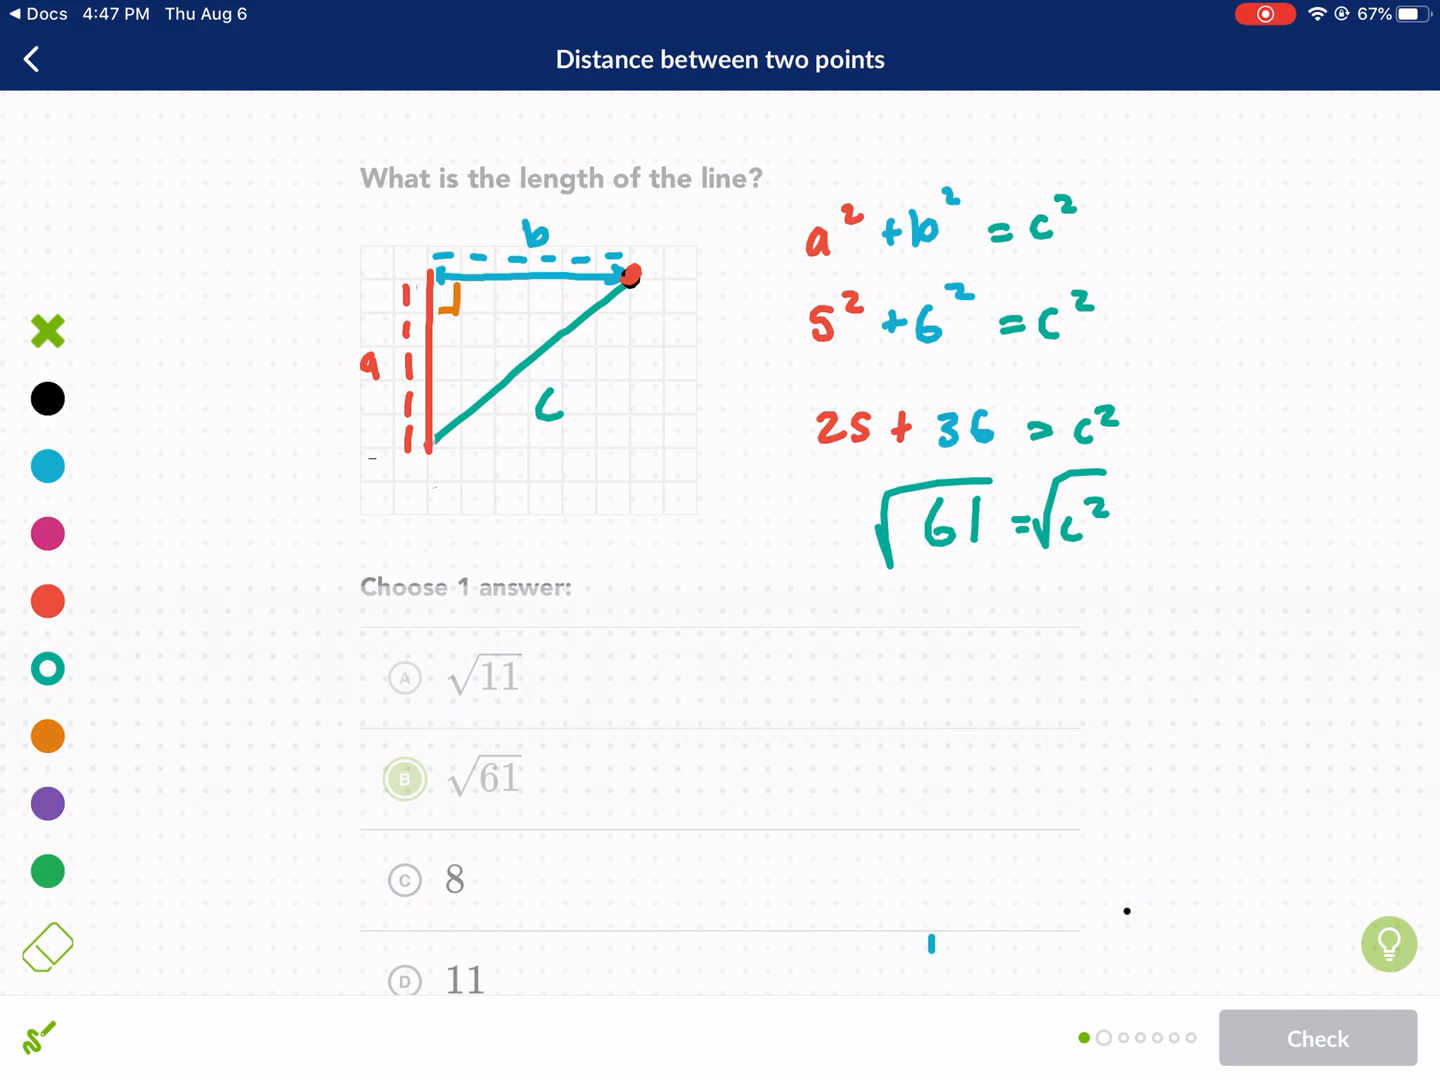 ◀ Docs 4:47 PM Thu Aug 6 67%
Distance between two points
What is the length of the line?
b
a
c
a² + b² = c²
5² + 6² = c²
25 + 36 = c²
√61 = √c²
Choose 1 answer:
A √11
B √61
C 8
D 11
Check